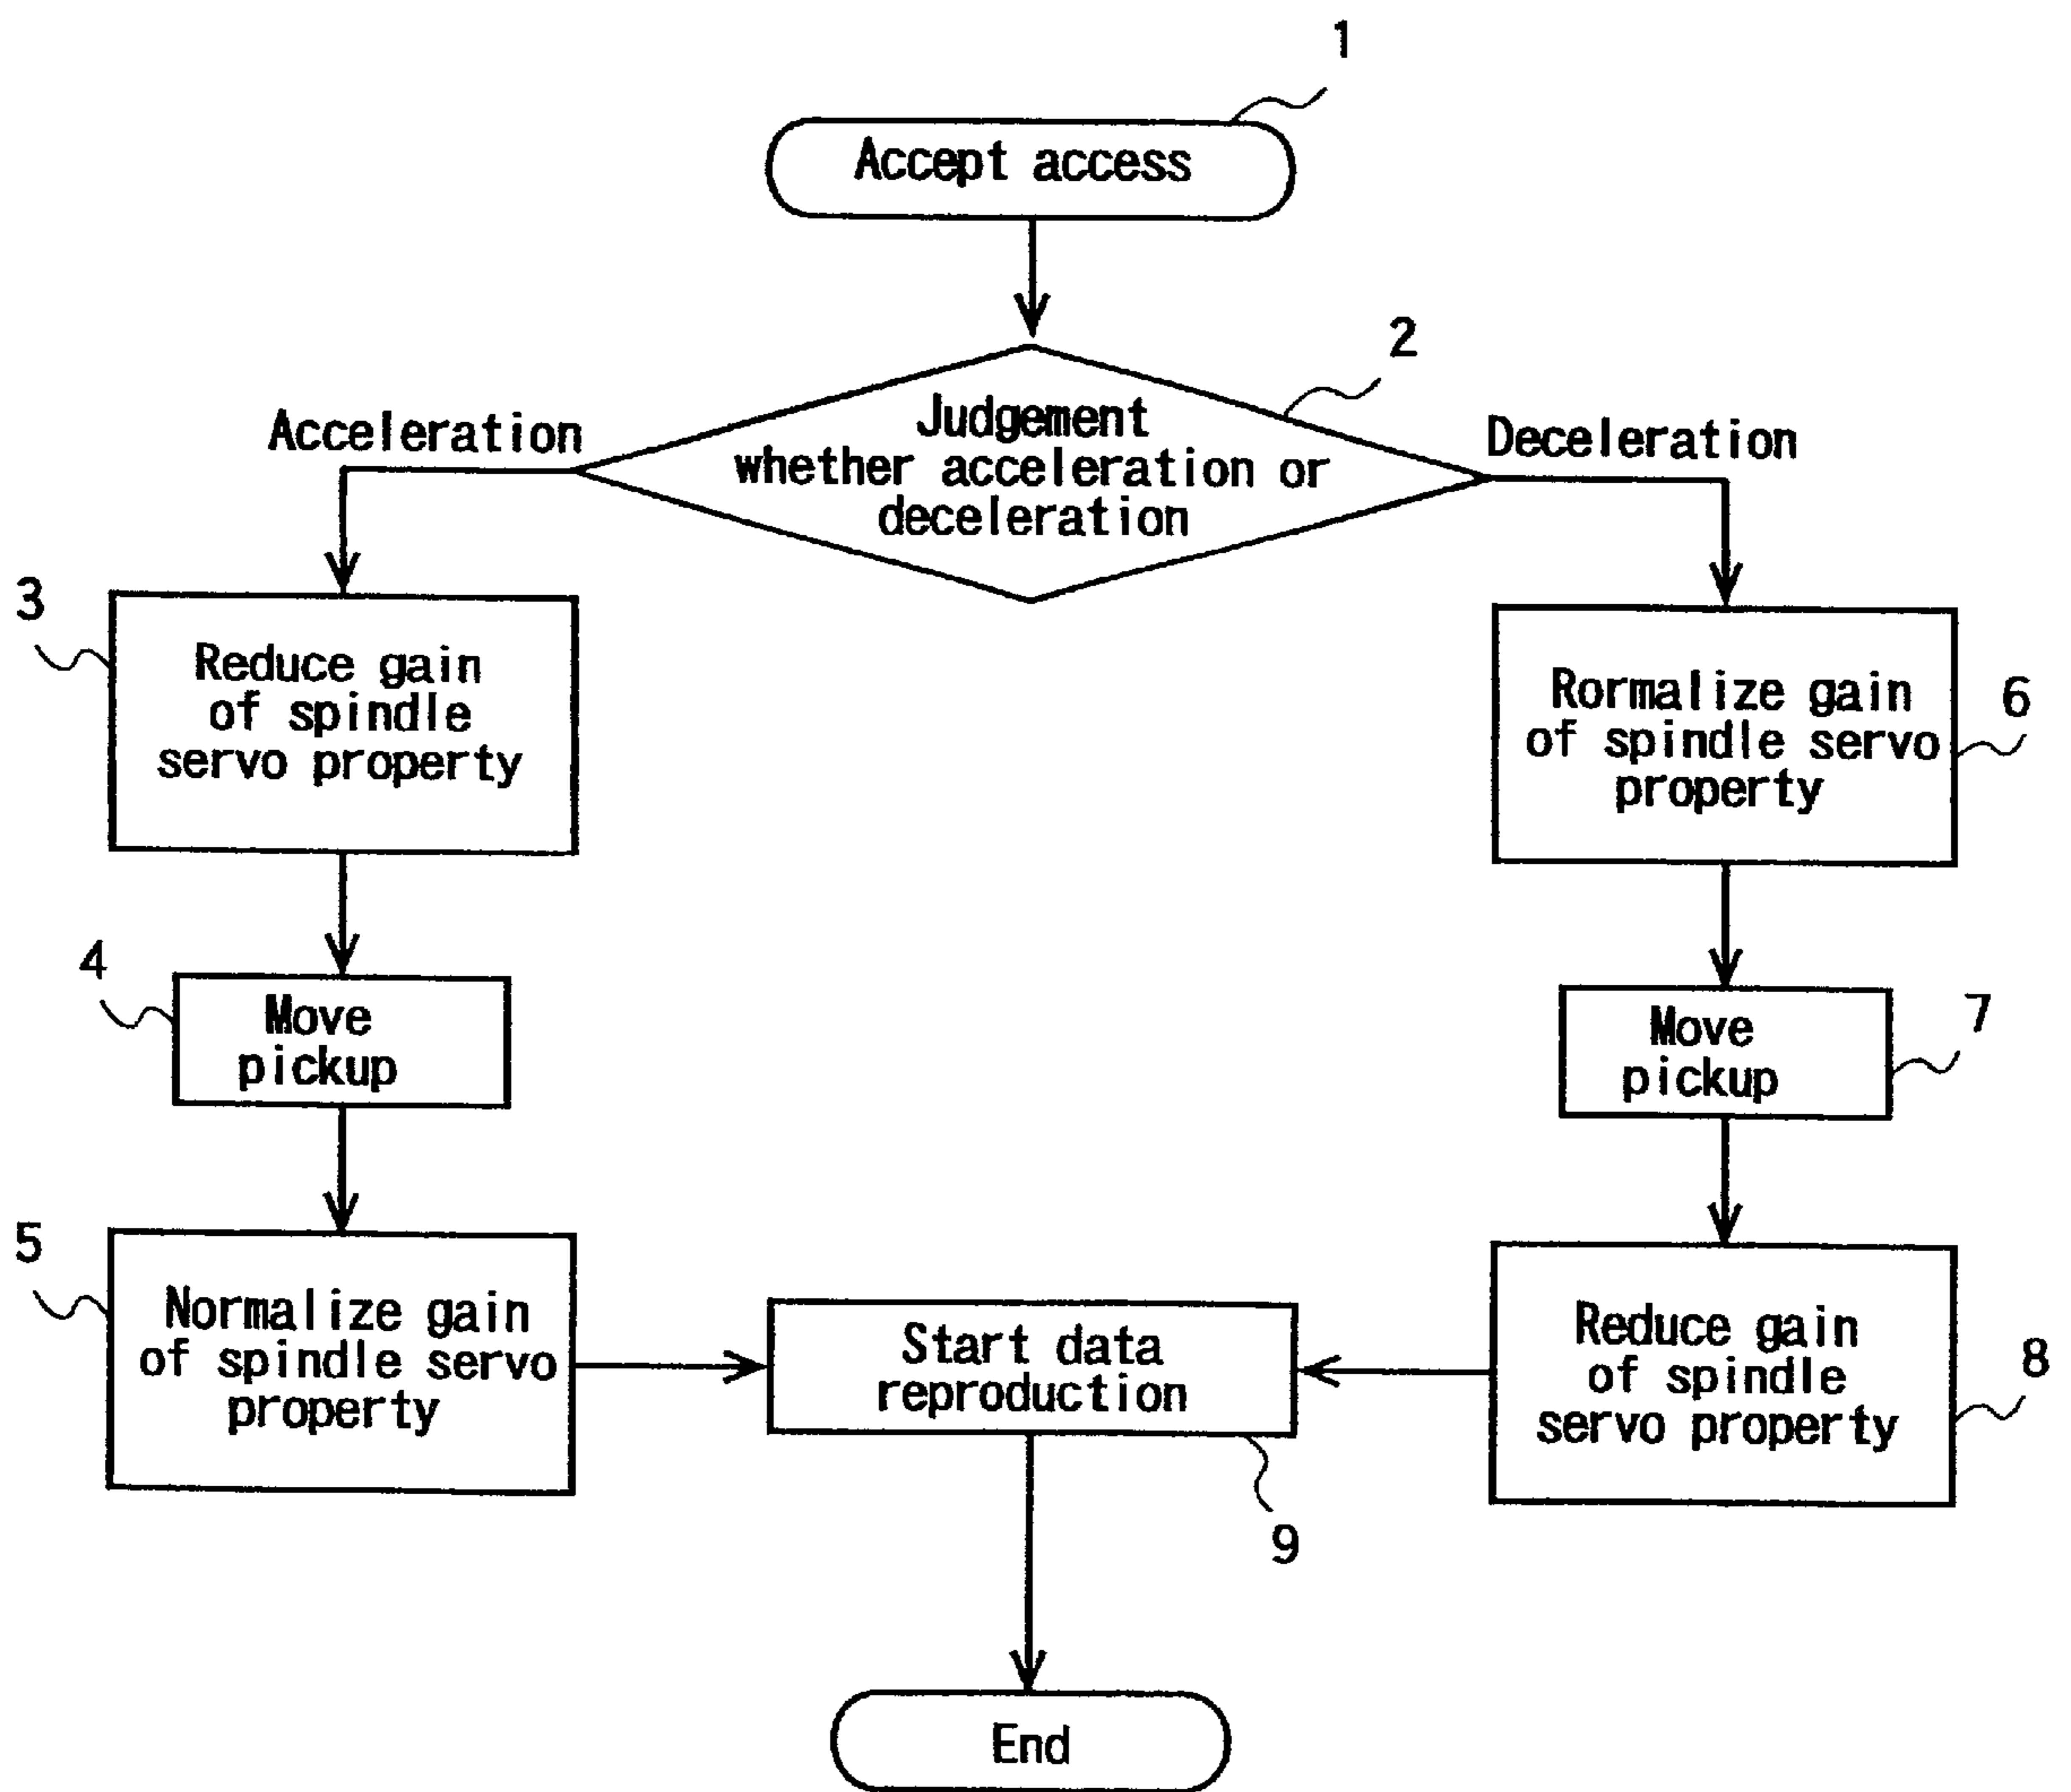 1
Accept access
2
Judgement
whether acceleration or
deceleration
Acceleration
Deceleration
3
Reduce gain
of spindle
servo property
6
Rormalize gain
of spindle servo
property
4
Move
pickup
7
Move
pickup
5
Normalize gain
of spindle servo
property
Start data
reproduction
9
8
Reduce gain
of spindle
servo property
End